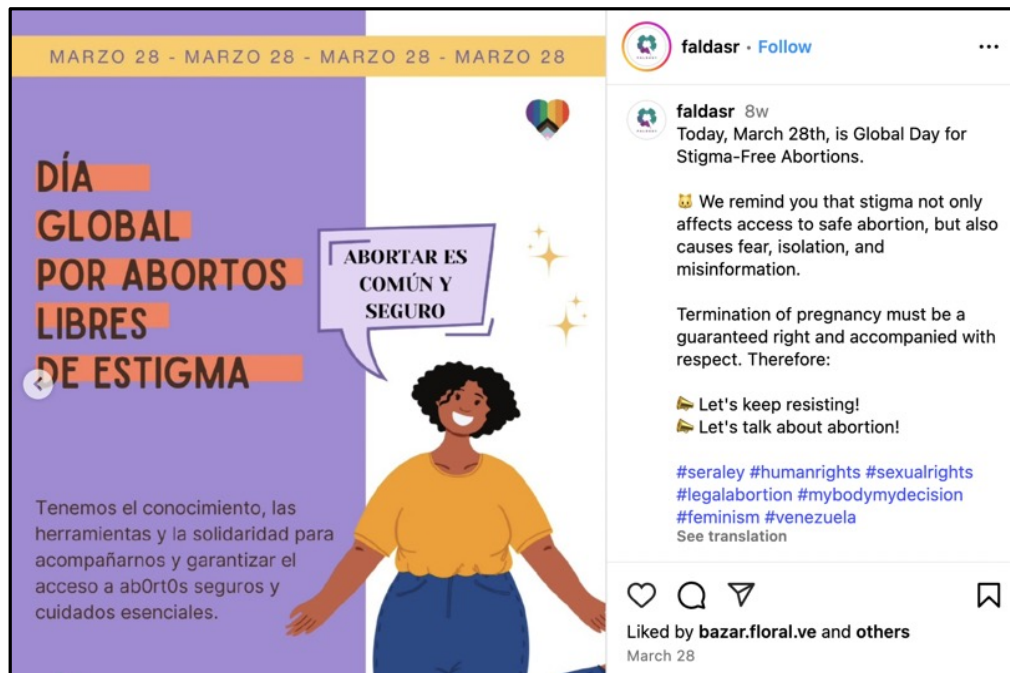 MARZO 28 - MARZO 28 - MARZO 28 - MARZO 28
DÍA
GLOBAL
POR ABORTOS
LIBRES
DE ESTIGMA
ABORTAR ES
COMÚN Y
SEGURO
Tenemos el conocimiento, las
herramientas y la solidaridad para
acompañarnos y garantizar el
acceso a ab0rt0s seguros y
cuidados esenciales.
faldasr • Follow
faldasr 8w
Today, March 28th, is Global Day for
Stigma-Free Abortions.
🐱 We remind you that stigma not only
affects access to safe abortion, but also
causes fear, isolation, and
misinformation.
Termination of pregnancy must be a
guaranteed right and accompanied with
respect. Therefore:
📣 Let's keep resisting!
📣 Let's talk about abortion!
#seraley #humanrights #sexualrights
#legalabortion #mybodymydecision
#feminism #venezuela
See translation
Liked by bazar.floral.ve and others
March 28